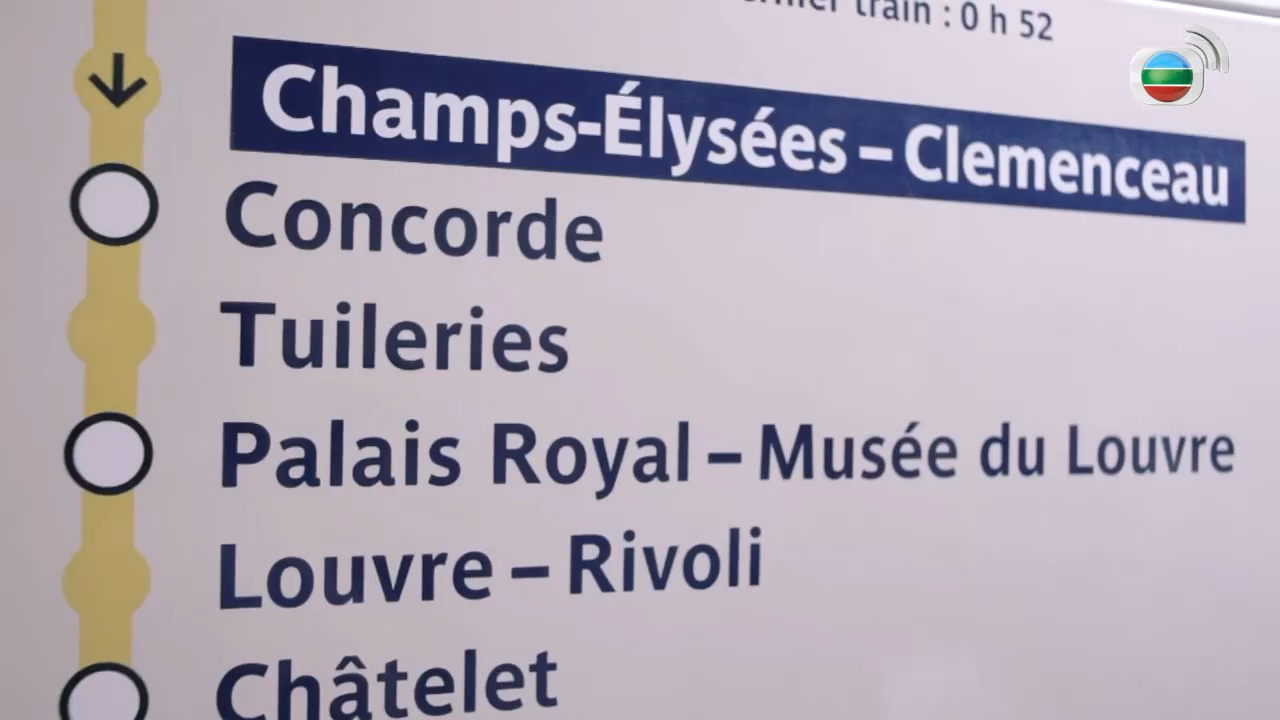 train : 0 h 52
Champs-Élysées – Clemenceau
Concorde
Tuileries
Palais Royal – Musée du Louvre
Louvre – Rivoli
Châtelet